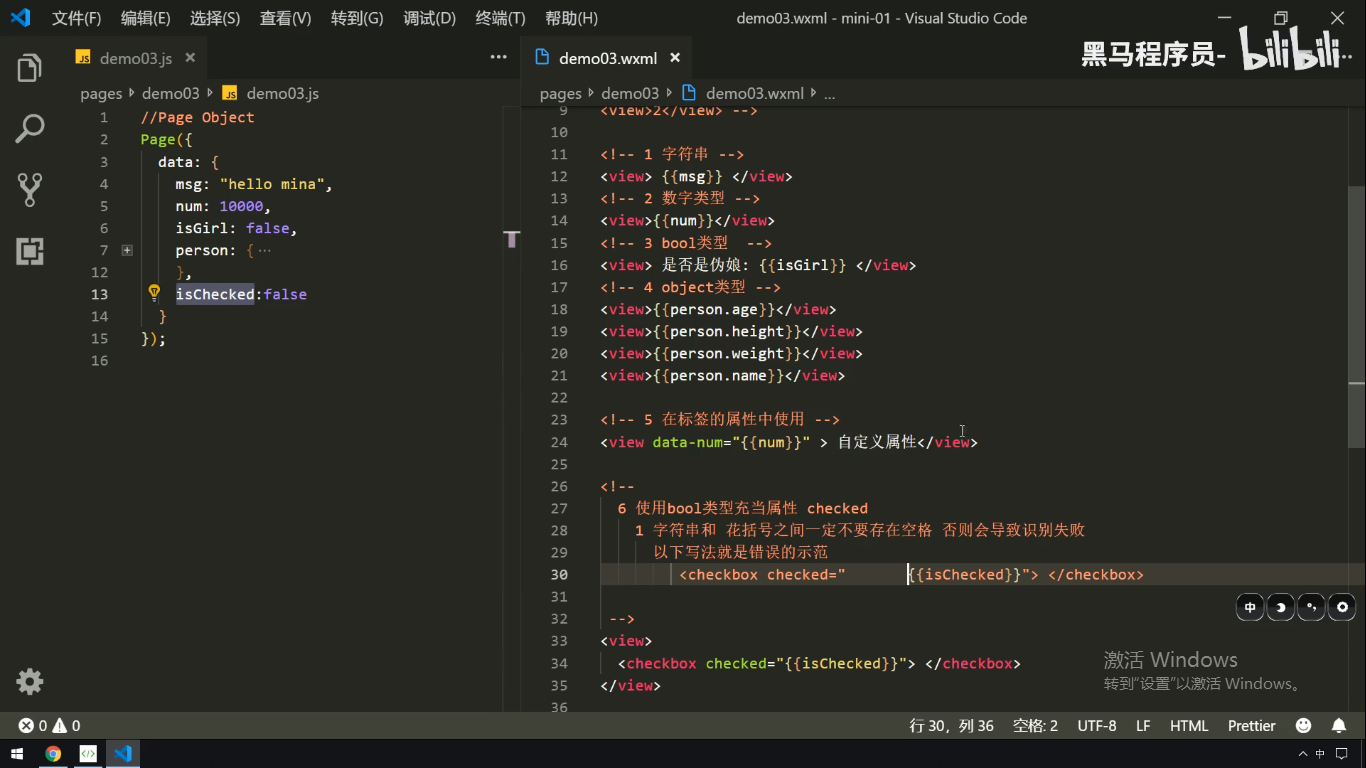 文件(F) 编辑(E) 选择(S) 查看(V) 转到(G) 调试(D) 终端(T) 帮助(H) demo03.wxml - mini-01 - Visual Studio Code
黑马程序员- bilibili
JS demo03.js × ···
pages demo03 JS demo03.js
1 //Page Object
2 Page({
3 data: {
4 msg: "hello mina",
5 num: 10000,
6 isGirl: false,
7 person: {···
12 },
13 isChecked:false
14 }
15 });
16
demo03.wxml ×
pages demo03 demo03.wxml ...
9 <view>2</view> -->
10
11 <!-- 1 字符串 -->
12 <view> {{msg}} </view>
13 <!-- 2 数字类型 -->
14 <view>{{num}}</view>
15 <!-- 3 bool类型  -->
16 <view> 是否是伪娘: {{isGirl}} </view>
17 <!-- 4 object类型 -->
18 <view>{{person.age}}</view>
19 <view>{{person.height}}</view>
20 <view>{{person.weight}}</view>
21 <view>{{person.name}}</view>
22
23 <!-- 5 在标签的属性中使用 -->
24 <view data-num="{{num}}" > 自定义属性</view>
25
26 <!--
27 6 使用bool类型充当属性 checked
28 1 字符串和 花括号之间一定不要存在空格 否则会导致识别失败
29 以下写法就是错误的示范
30 <checkbox checked="       {{isChecked}}"> </checkbox>
31
32 -->
33 <view>
34 <checkbox checked="{{isChecked}}"> </checkbox>
35 </view>
36
中
激活 Windows
转到“设置”以激活 Windows。
0 0 行 30，列 36 空格: 2 UTF-8 LF HTML Prettier
中